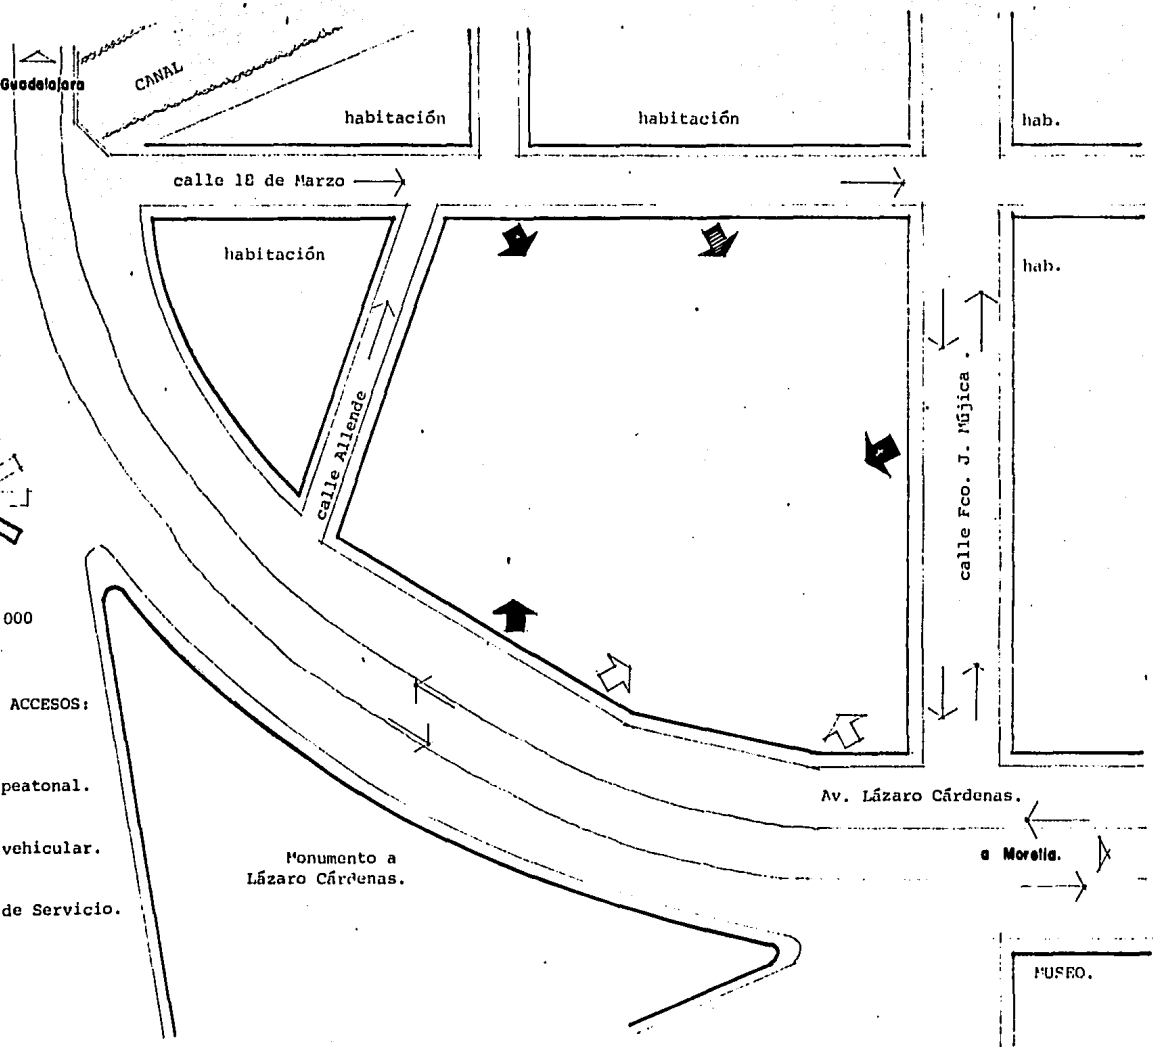 Guadalajara
CANAL
habitación
habitación
hab.
calle 18 de Marzo
habitación
hab.
calle Allende
calle Fco. J. Mújica .
000
ACCESOS:
peatonal.
vehicular.
de Servicio.
Av. Lázaro Cárdenas.
a Morelia.
Monumento a
Lázaro Cárdenas.
MUSEO.